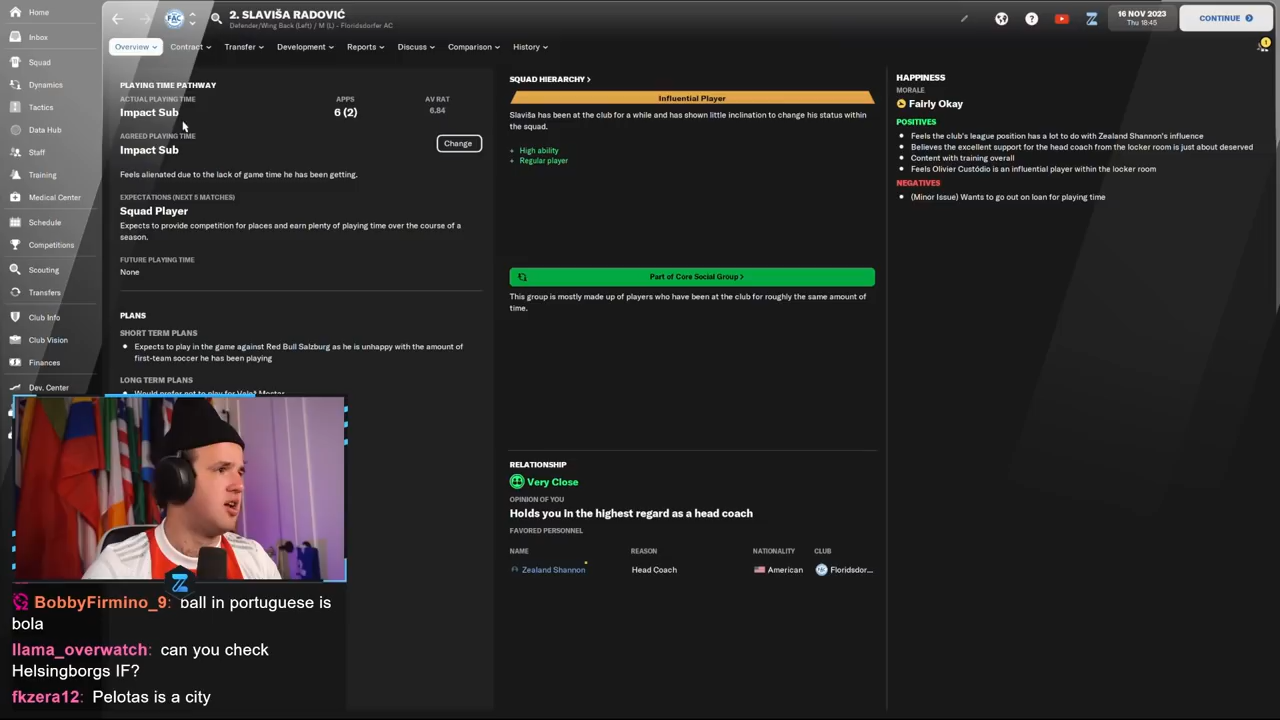 Home
Inbox
Squad
Dynamics
Tactics
Data Hub
Staff
Training
Medical Center
Schedule
Competitions
Scouting
Transfers
Club Info
Club Vision
Finances
Dev. Center
FAC
2. SLAVIŠA RADOVIĆ
Defender/Wing Back (Left) / M (L) - Floridsdorfer AC
16 NOV 2023
Thu 18:45
CONTINUE
Overview
Contract
Transfer
Development
Reports
Discuss
Comparison
History
1
PLAYING TIME PATHWAY
ACTUAL PLAYING TIME
Impact Sub
APPS
6 (2)
AV RAT
6.84
AGREED PLAYING TIME
Impact Sub
Change
Feels alienated due to the lack of game time he has been getting.
EXPECTATIONS (NEXT 5 MATCHES)
Squad Player
Expects to provide competition for places and earn plenty of playing time over the course of a
season.
FUTURE PLAYING TIME
None
PLANS
SHORT TERM PLANS
Expects to play in the game against Red Bull Salzburg as he is unhappy with the amount of
first-team soccer he has been playing
LONG TERM PLANS
Would prefer not to play for Velež Mostar
SQUAD HIERARCHY >
Influential Player
Slaviša has been at the club for a while and has shown little inclination to change his status within
the squad.
+ High ability
+ Regular player
Part of Core Social Group >
This group is mostly made up of players who have been at the club for roughly the same amount of
time.
RELATIONSHIP
Very Close
OPINION OF YOU
Holds you in the highest regard as a head coach
FAVORED PERSONNEL
NAME
REASON
NATIONALITY
CLUB
Zealand Shannon
Head Coach
American
Floridsdor...
HAPPINESS
MORALE
Fairly Okay
POSITIVES
Feels the club's league position has a lot to do with Zealand Shannon's influence
Believes the excellent support for the head coach from the locker room is just about deserved
Content with training overall
Feels Olivier Custódio is an influential player within the locker room
NEGATIVES
(Minor Issue) Wants to go out on loan for playing time
BobbyFirmino_9: ball in portuguese is
bola
llama_overwatch: can you check
Helsingborgs IF?
fkzera12: Pelotas is a city